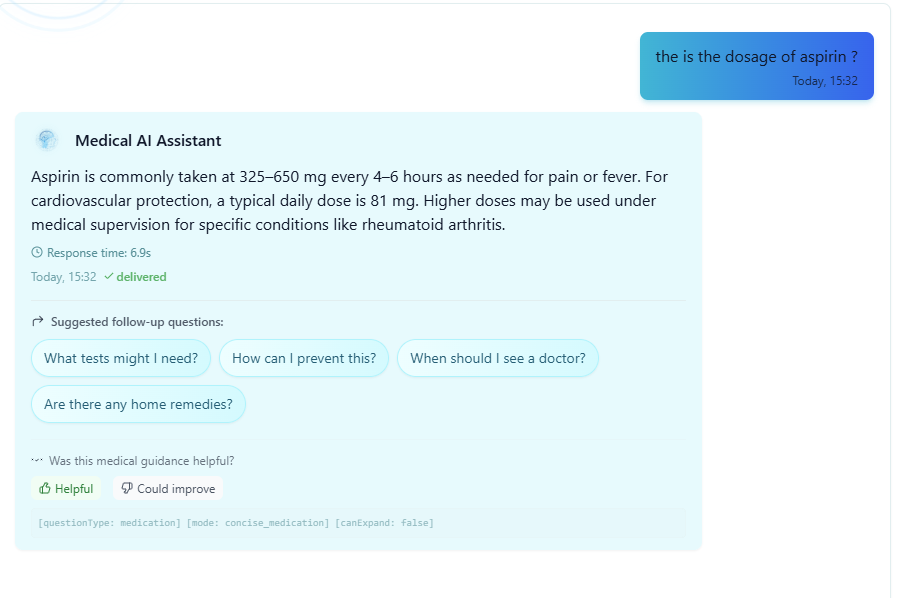 the is the dosage of aspirin ?
Today, 15:32
Medical AI Assistant
Aspirin is commonly taken at 325–650 mg every 4–6 hours as needed for pain or fever. For
cardiovascular protection, a typical daily dose is 81 mg. Higher doses may be used under
medical supervision for specific conditions like rheumatoid arthritis.
Response time: 6.9s
Today, 15:32 ✓ delivered
Suggested follow-up questions:
What tests might I need? How can I prevent this? When should I see a doctor?
Are there any home remedies?
Was this medical guidance helpful?
Helpful Could improve
[questionType: medication] [mode: concise_medication] [canExpand: false]